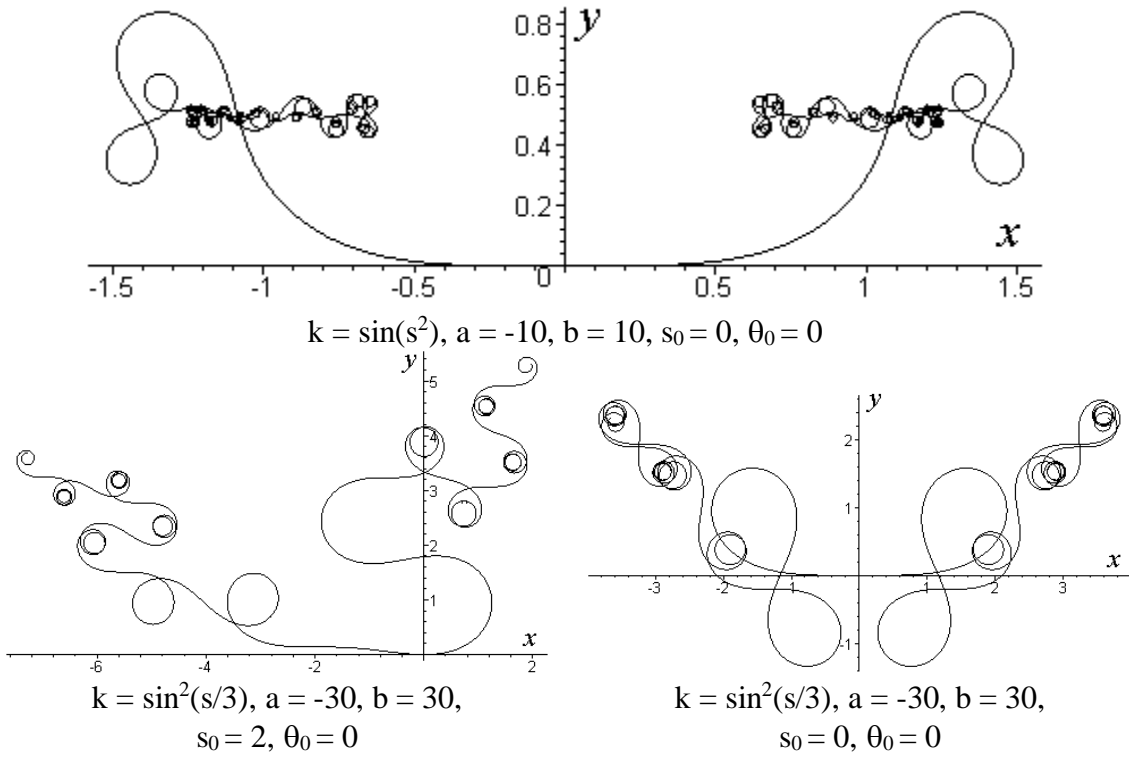 y
0.8
0.6
0.4
0.2
x
-1.5 -1 -0.5 0 0.5 1 1.5
k = sin(s²), a = -10, b = 10, s₀ = 0, θ₀ = 0
y
5
4
3
2
1
x
-6 -4 -2 2
k = sin²(s/3), a = -30, b = 30,
s₀ = 2, θ₀ = 0
y
2
1
x
-3 -2 -1 1 2 3
-1
k = sin²(s/3), a = -30, b = 30,
s₀ = 0, θ₀ = 0